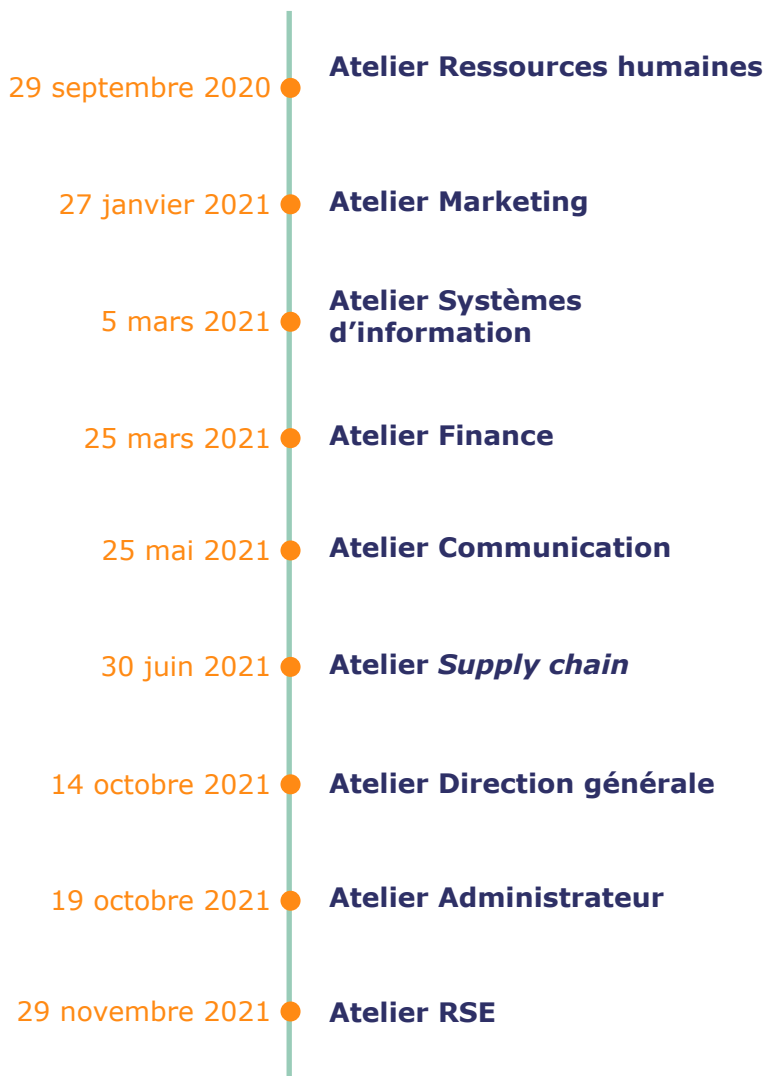 29 septembre 2020
Atelier Ressources humaines
27 janvier 2021
Atelier Marketing
5 mars 2021
Atelier Systèmes
d’information
25 mars 2021
Atelier Finance
25 mai 2021
Atelier Communication
30 juin 2021
Atelier Supply chain
14 octobre 2021
Atelier Direction générale
19 octobre 2021
Atelier Administrateur
29 novembre 2021
Atelier RSE